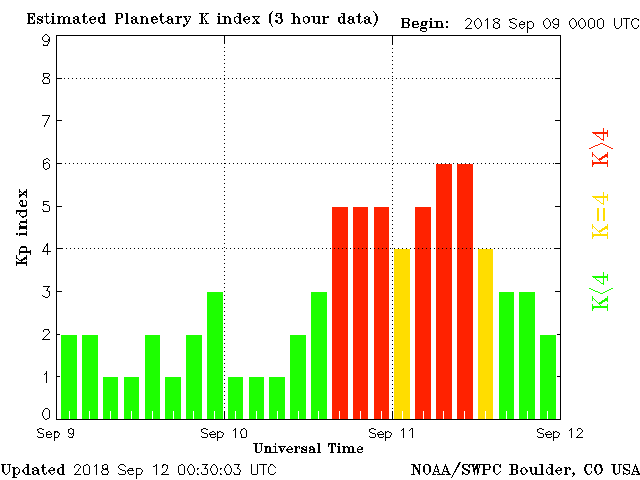 Estimated Planetary K index (3 hour data)
Begin: 2018 Sep 09 0000 UTC
9
8
7
6
5
4
3
2
1
0
Kp index
K>4
K=4
K<4
Sep 9
Sep 10
Sep 11
Sep 12
Universal Time
Updated 2018 Sep 12 00:30:03 UTC
NOAA/SWPC Boulder, CO USA